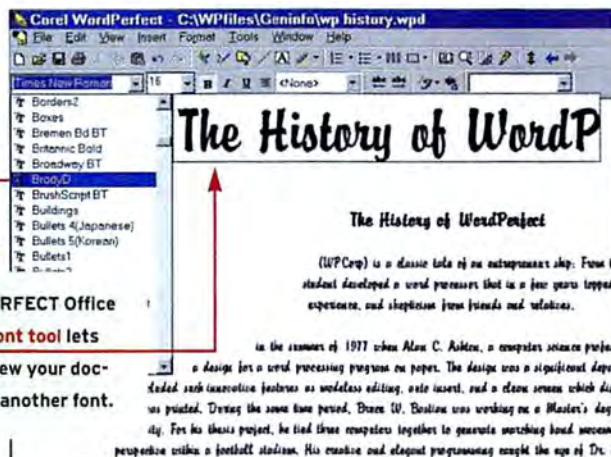 Corel WordPerfect - C:\WPfiles\Geninfo\wp history.wpd
File Edit View Insert Format Tools Window Help
Times New Roman 16 B I U <None>
Borders2
Boxes
Bremen Bd BT
Britannic Bold
Broadway BT
BrodyD
BrushScript BT
Buildings
Bullets 4(Japanese)
Bullets 5(Korean)
Bullets1
Bullets2
The History of WordP
The History of WordPerfect
(WPCorp) is a classic tale of an entrepreneur ship: From
student developed a word processor that in a few years topped
experience, and skepticism from friends and relatives.
in the summer of 1977 when Alan C. Ashton, a computer science profe
a design for a word processing program on paper. The design was a significant depa
cluded such innovative features as modeless editing, auto insert, and a clean screen which di
was printed. During the same time period, Bruce W. Bastian was working on a Master's deg
ity. For his thesis project, he tied three computers together to generate marching band movem
perspective within a football stadium. His creative and elegant programming caught the eye of Dr.
RFECT Office
ont tool lets
ew your doc-
another font.